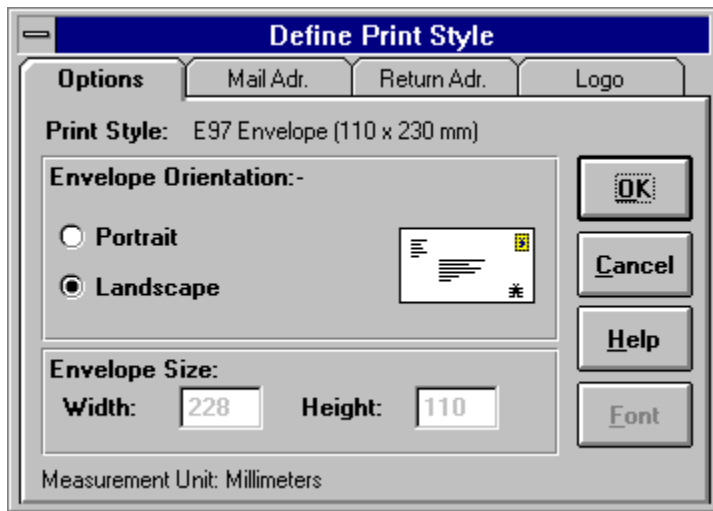 Define Print Style
Options Mail Adr. Return Adr. Logo
Print Style: E97 Envelope (110 x 230 mm)
Envelope Orientation:-
Portrait
Landscape
OK
Cancel
Help
Font
Envelope Size:
Width: 228 Height: 110
Measurement Unit: Millimeters